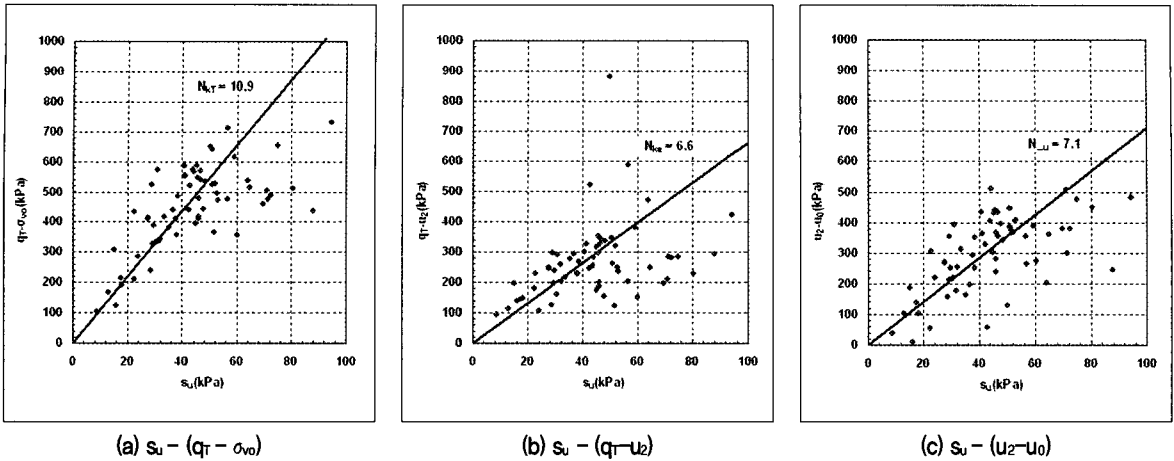 1000
900
800
700
600
500
400
300
200
100
0
qT-σvo(kPa)
NkT = 10.9
0 20 40 60 80 100
su(kPa)
(a) su - (qT - σvo)
1000
900
800
700
600
500
400
300
200
100
0
qT-u2(kPa)
Nke = 6.6
0 20 40 60 80 100
su(kPa)
(b) su - (qT-u2)
1000
900
800
700
600
500
400
300
200
100
0
u2-u0(kPa)
N_u = 7.1
0 20 40 60 80 100
su(kPa)
(c) su - (u2-u0)